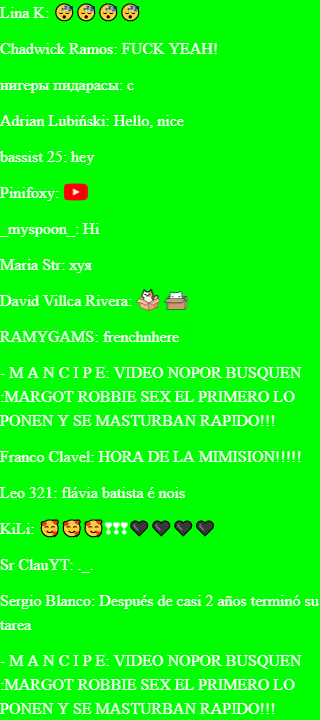 Lina K: 😴😴😴😴
Chadwick Ramos: FUCK YEAH!
нигеры пидарасы: с
Adrian Lubiński: Hello, nice
bassist 25: hey
Pinifoxy:
_myspoon_: Hi
Maria Str: хуя
David Villca Rivera:
RAMYGAMS: frenchnhere
- M A N C I P E: VIDEO NOPOR BUSQUEN
:MARGOT ROBBIE SEX EL PRIMERO LO
PONEN Y SE MASTURBAN RAPIDO!!!
Franco Clavel: HORA DE LA MIMISION!!!!!
Leo 321: flávia batista é nois
KiLi: 🥰🥰🥰❣❣❣🖤🖤🖤🖤
Sr ClauYT: ._.
Sergio Blanco: Después de casi 2 años terminó su
tarea
- M A N C I P E: VIDEO NOPOR BUSQUEN
:MARGOT ROBBIE SEX EL PRIMERO LO
PONEN Y SE MASTURBAN RAPIDO!!!